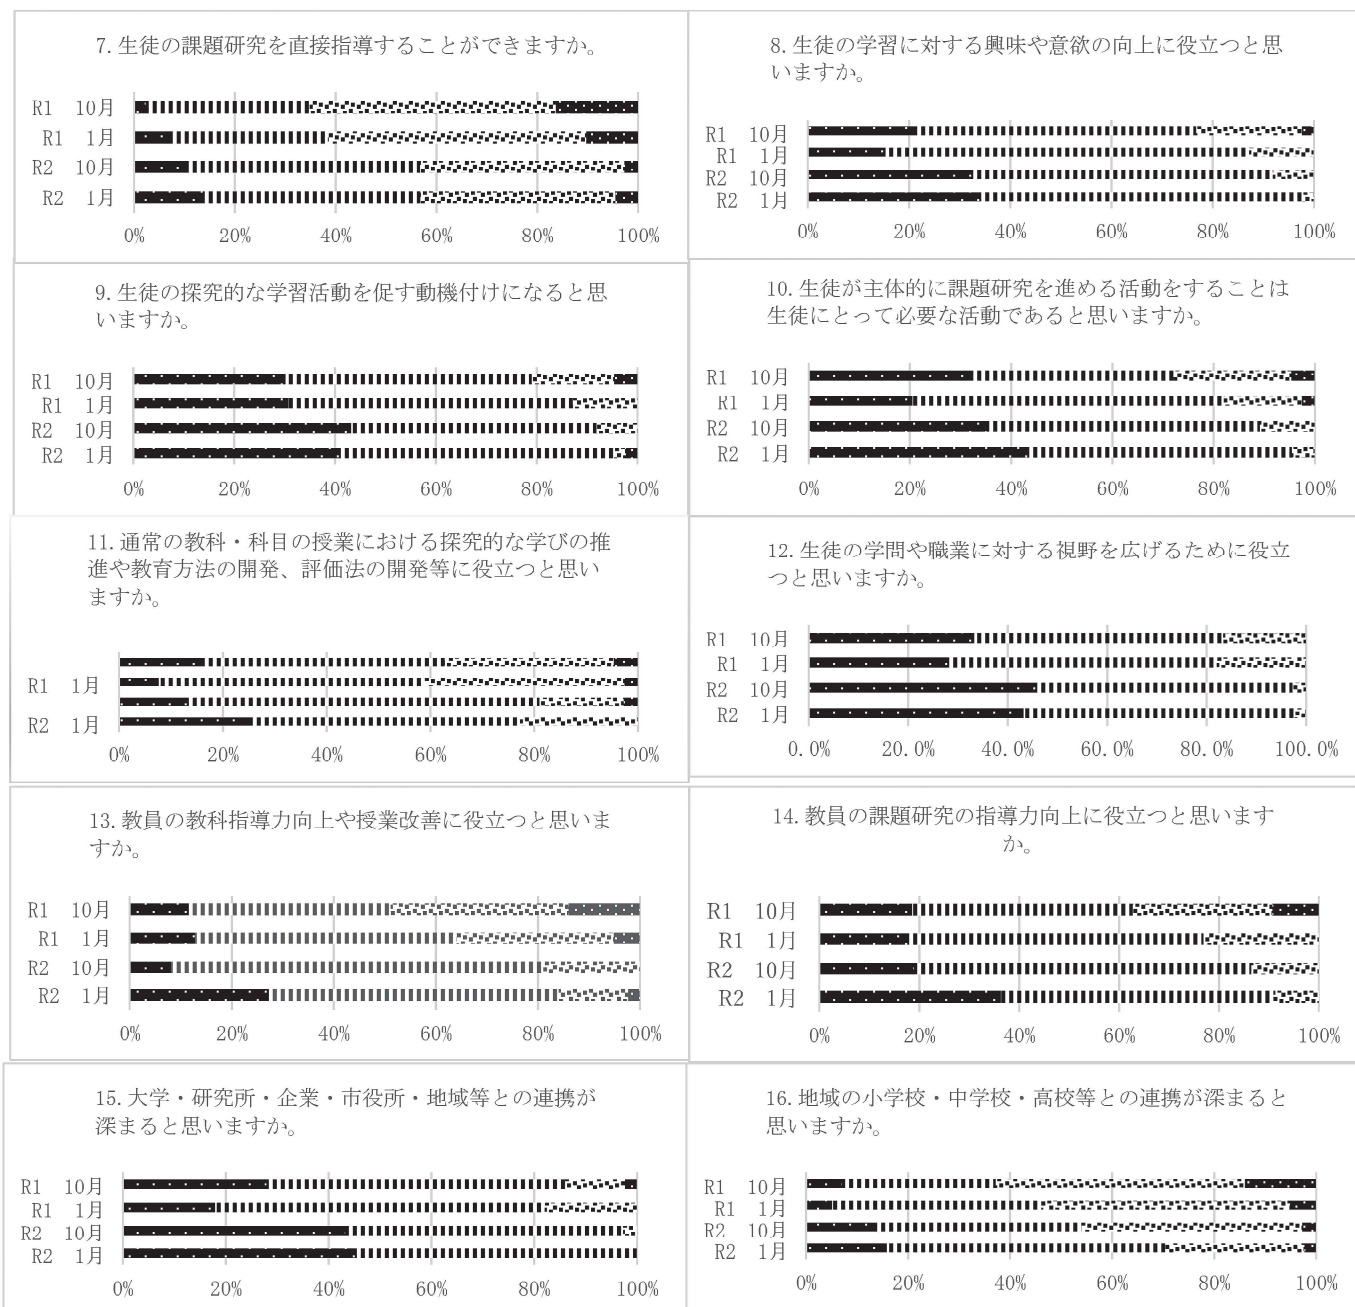 7. 生徒の課題研究を直接指導することができますか。
R1 10月
R1 1月
R2 10月
R2 1月
0% 20% 40% 60% 80% 100%
8. 生徒の学習に対する興味や意欲の向上に役立つと思
いますか。
R1 10月
R1 1月
R2 10月
R2 1月
0% 20% 40% 60% 80% 100%
9. 生徒の探究的な学習活動を促す動機付けになると思
いますか。
R1 10月
R1 1月
R2 10月
R2 1月
0% 20% 40% 60% 80% 100%
10. 生徒が主体的に課題研究を進める活動をすることは
生徒にとって必要な活動であると思いますか。
R1 10月
R1 1月
R2 10月
R2 1月
0% 20% 40% 60% 80% 100%
11. 通常の教科・科目の授業における探究的な学びの推
進や教育方法の開発、評価法の開発等に役立つと思い
ますか。
R1 1月
R2 1月
0% 20% 40% 60% 80% 100%
12. 生徒の学問や職業に対する視野を広げるために役立
つと思いますか。
R1 10月
R1 1月
R2 10月
R2 1月
0.0% 20.0% 40.0% 60.0% 80.0% 100.0%
13. 教員の教科指導力向上や授業改善に役立つと思いま
すか。
R1 10月
R1 1月
R2 10月
R2 1月
0% 20% 40% 60% 80% 100%
14. 教員の課題研究の指導力向上に役立つと思います
か。
R1 10月
R1 1月
R2 10月
R2 1月
0% 20% 40% 60% 80% 100%
15. 大学・研究所・企業・市役所・地域等との連携が
深まると思いますか。
R1 10月
R1 1月
R2 10月
R2 1月
0% 20% 40% 60% 80% 100%
16. 地域の小学校・中学校・高校等との連携が深まると
思いますか。
R1 10月
R1 1月
R2 10月
R2 1月
0% 20% 40% 60% 80% 100%